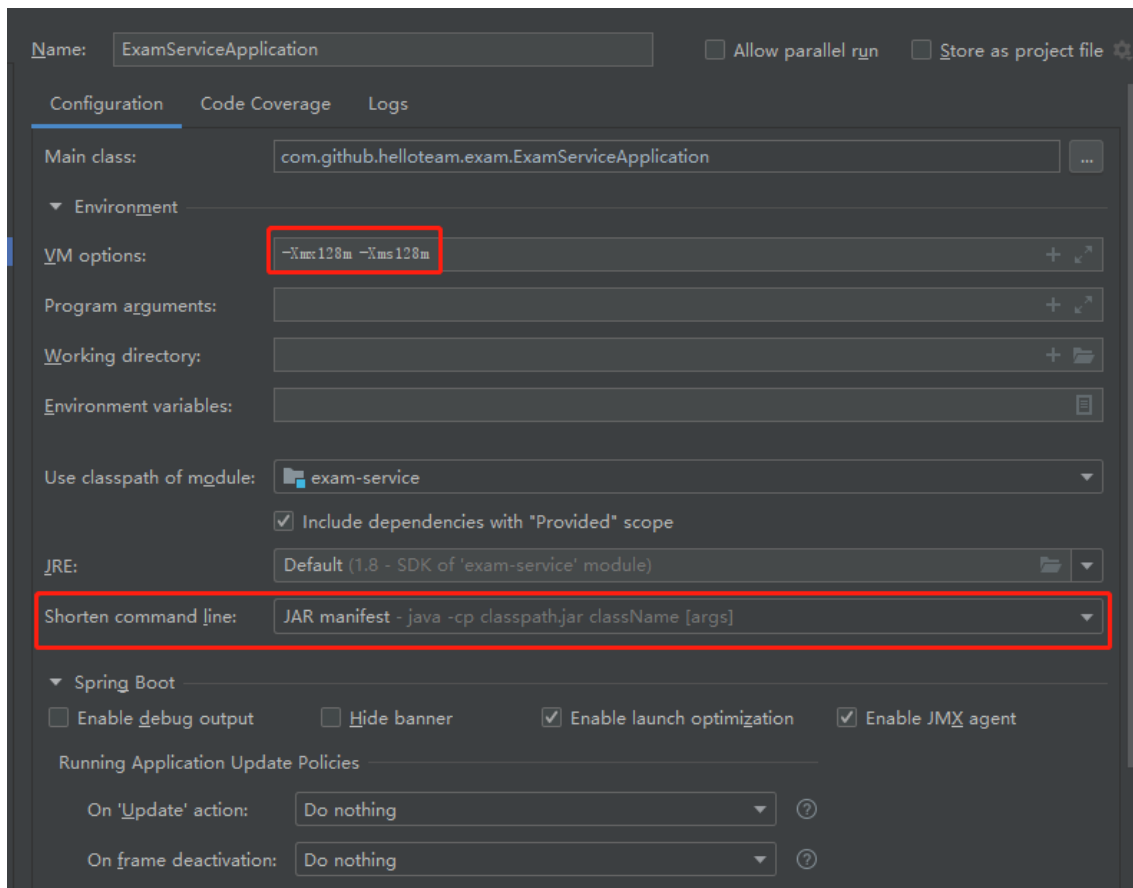 Name: ExamServiceApplication Allow parallel run Store as project file
Configuration Code Coverage Logs
Main class: com.github.helloteam.exam.ExamServiceApplication ...
Environment
VM options: -Xmx128m -Xms128m
Program arguments:
Working directory:
Environment variables:
Use classpath of module: exam-service
Include dependencies with "Provided" scope
JRE: Default (1.8 - SDK of 'exam-service' module)
Shorten command line: JAR manifest - java -cp classpath.jar className [args]
Spring Boot
Enable debug output Hide banner Enable launch optimization Enable JMX agent
Running Application Update Policies
On 'Update' action: Do nothing ?
On frame deactivation: Do nothing ?